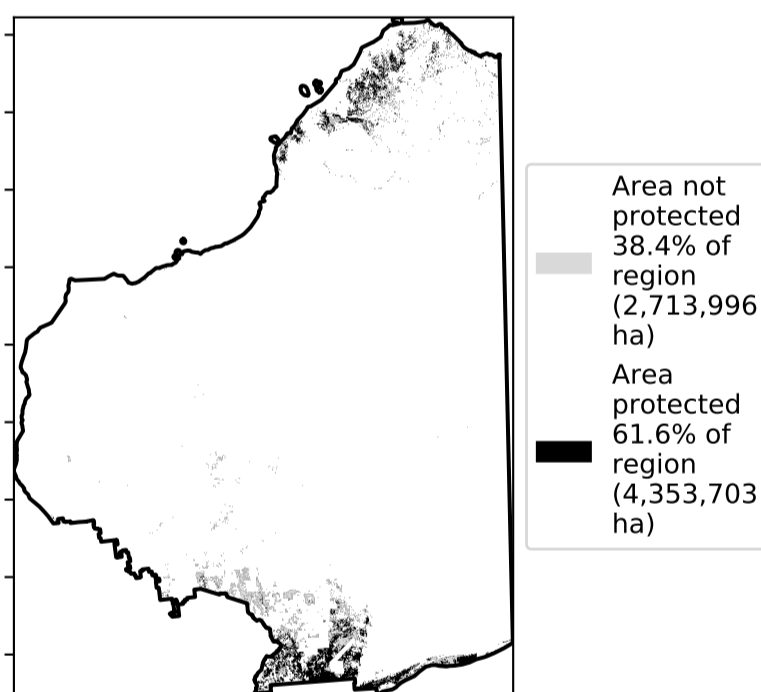 Area not
protected
38.4% of
region
(2,713,996
ha)
Area
protected
61.6% of
region
(4,353,703
ha)